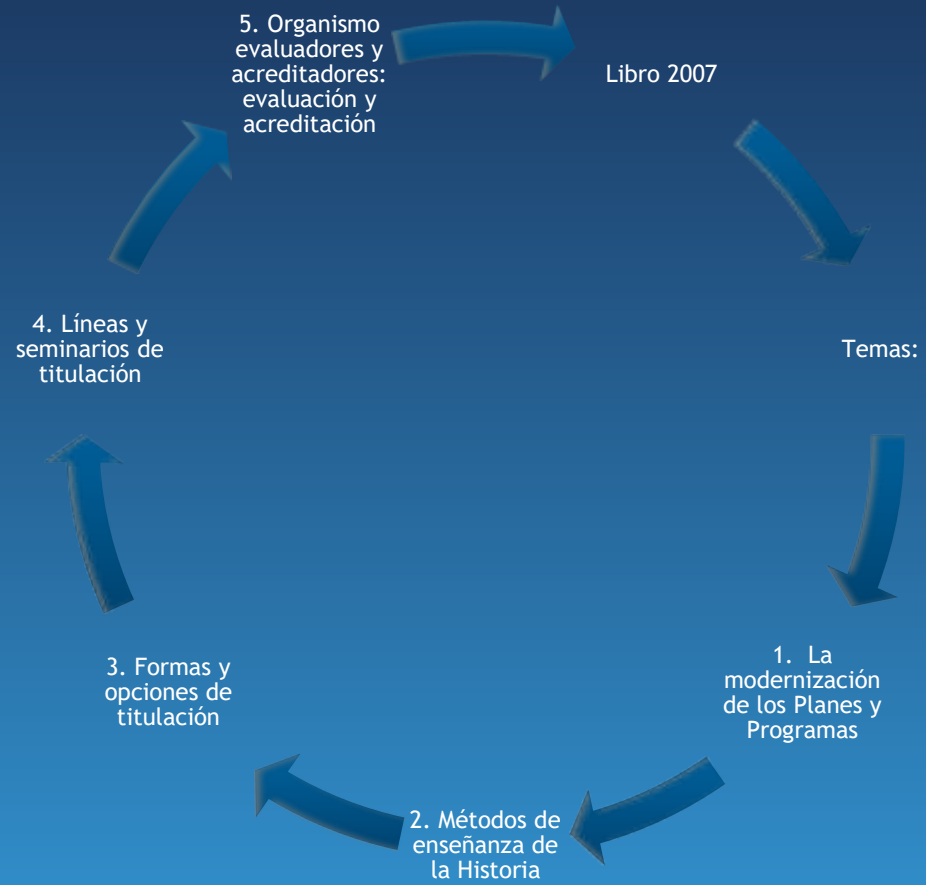 Libro 2007
Temas:
1. La
modernización
de los Planes y
Programas
2. Métodos de
enseñanza de
la Historia
3. Formas y
opciones de
titulación
4. Líneas y
seminarios de
titulación
5. Organismo
evaluadores y
acreditadores:
evaluación y
acreditación